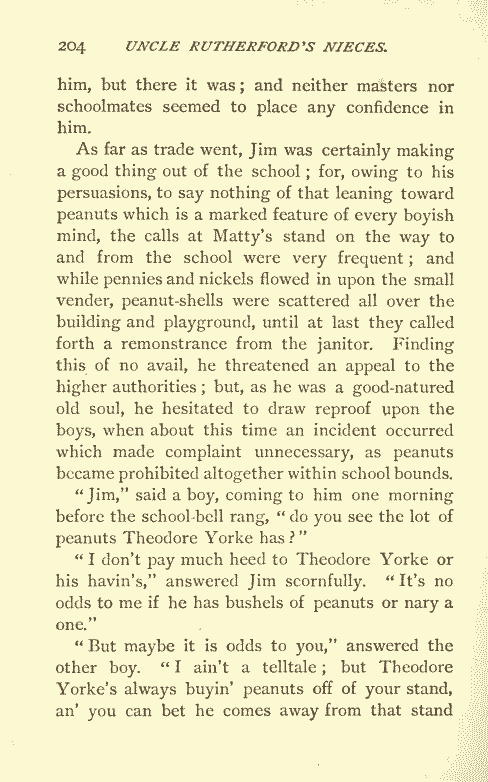 204 UNCLE RUTHERFORD'S NIECES.
him, but there it was; and neither masters nor
schoolmates seemed to place any confidence in
him.
As far as trade went, Jim was certainly making
a good thing out of the school; for, owing to his
persuasions, to say nothing of that leaning toward
peanuts which is a marked feature of every boyish
mind, the calls at Matty's stand on the way to
and from the school were very frequent; and
while pennies and nickels flowed in upon the small
vender, peanut-shells were scattered all over the
building and playground, until at last they called
forth a remonstrance from the janitor. Finding
this of no avail, he threatened an appeal to the
higher authorities; but, as he was a good-natured
old soul, he hesitated to draw reproof upon the
boys, when about this time an incident occurred
which made complaint unnecessary, as peanuts
became prohibited altogether within school bounds.
"Jim," said a boy, coming to him one morning
before the school-bell rang, "do you see the lot of
peanuts Theodore Yorke has?"
"I don't pay much heed to Theodore Yorke or
his havin's," answered Jim scornfully. "It's no
odds to me if he has bushels of peanuts or nary a
one."
"But maybe it is odds to you," answered the
other boy. "I ain't a telltale; but Theodore
Yorke's always buyin' peanuts off of your stand,
an' you can bet he comes away from that stand